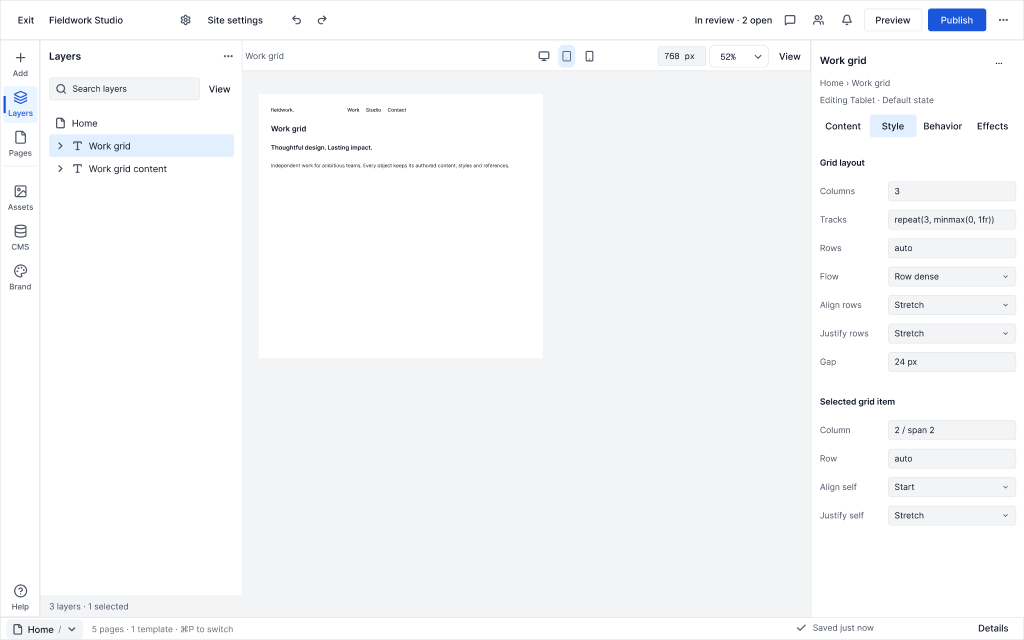 Exit Fieldwork Studio Site settings In review · 2 open Preview Publish
Add
Layers
Pages
Assets
CMS
Brand
Help
Layers
Search layers View
Home
Work grid
Work grid content
3 layers · 1 selected
Work grid 768 px 52% View
fieldwork. Work Studio Contact
Work grid
Thoughtful design. Lasting impact.
Independent work for ambitious teams. Every object keeps its authored content, styles and references.
Work grid
Home › Work grid
Editing Tablet · Default state
Content Style Behavior Effects
Grid layout
Columns 3
Tracks repeat(3, minmax(0, 1fr))
Rows auto
Flow Row dense
Align rows Stretch
Justify rows Stretch
Gap 24 px
Selected grid item
Column 2 / span 2
Row auto
Align self Start
Justify self Stretch
Home / 5 pages · 1 template · ⌘P to switch Saved just now Details